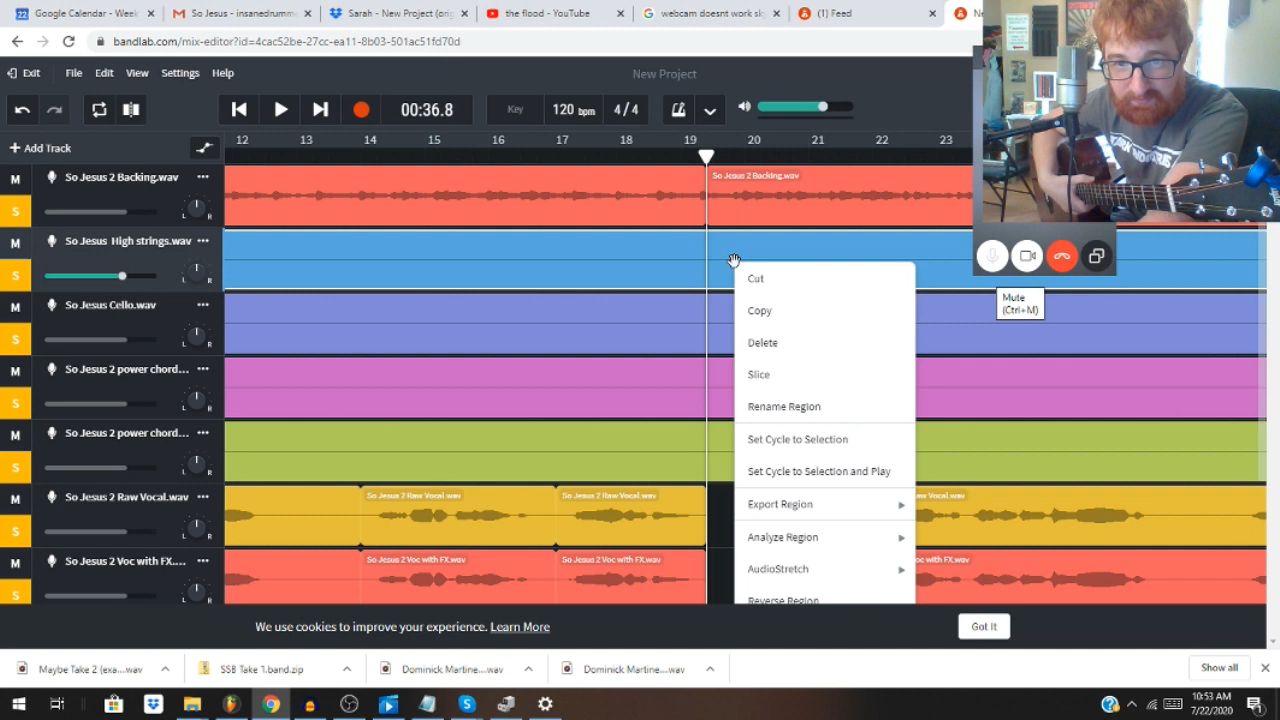 Google Calendar - Week
So Jesus - insanedrumm
Sarah - New Project (ori
the flood - YouTube
webcam doesnt work sk
(1) Feed
Ne
bandlab.com/mix-editor?id=4cac52be-25cc-ea11-8b03-501ac51fd70d
Exit
File
Edit
View
Settings
Help
New Project
00:36.8
Key
120 bpm
4/4
12
14
15
16
17
18
19
20
21
22
23
+ Add Track
M
So Jesus 2 Backing.wav
So Jesus 2 Backing.wav
S
L R
M
So Jesus High strings.wav
S
L R
M
So Jesus Cello.wav
S
L R
M
So Jesus 2 power chord...
S
L R
M
So Jesus 2 power chord...
S
L R
M
So Jesus 2 Raw Vocal.wav
So Jesus 2 Raw Vocal.wav
So Jesus 2 Raw Vocal.wav
S
L R
M
So Jesus 2 Voc with FX....
So Jesus 2 Voc with FX.wav
So Jesus 2 Voc with FX.wav
S
L R
Cut
Copy
Delete
Slice
Rename Region
Set Cycle to Selection
Set Cycle to Selection and Play
Export Region
Analyze Region
AudioStretch
Reverse Region
Mute
(Ctrl+M)
We use cookies to improve your experience. Learn More
Got It
Maybe Take 2 (exa....wav
SSB Take 1.band.zip
Dominick Martine....wav
Dominick Martine....wav
Show all
10:53 AM
7/22/2020